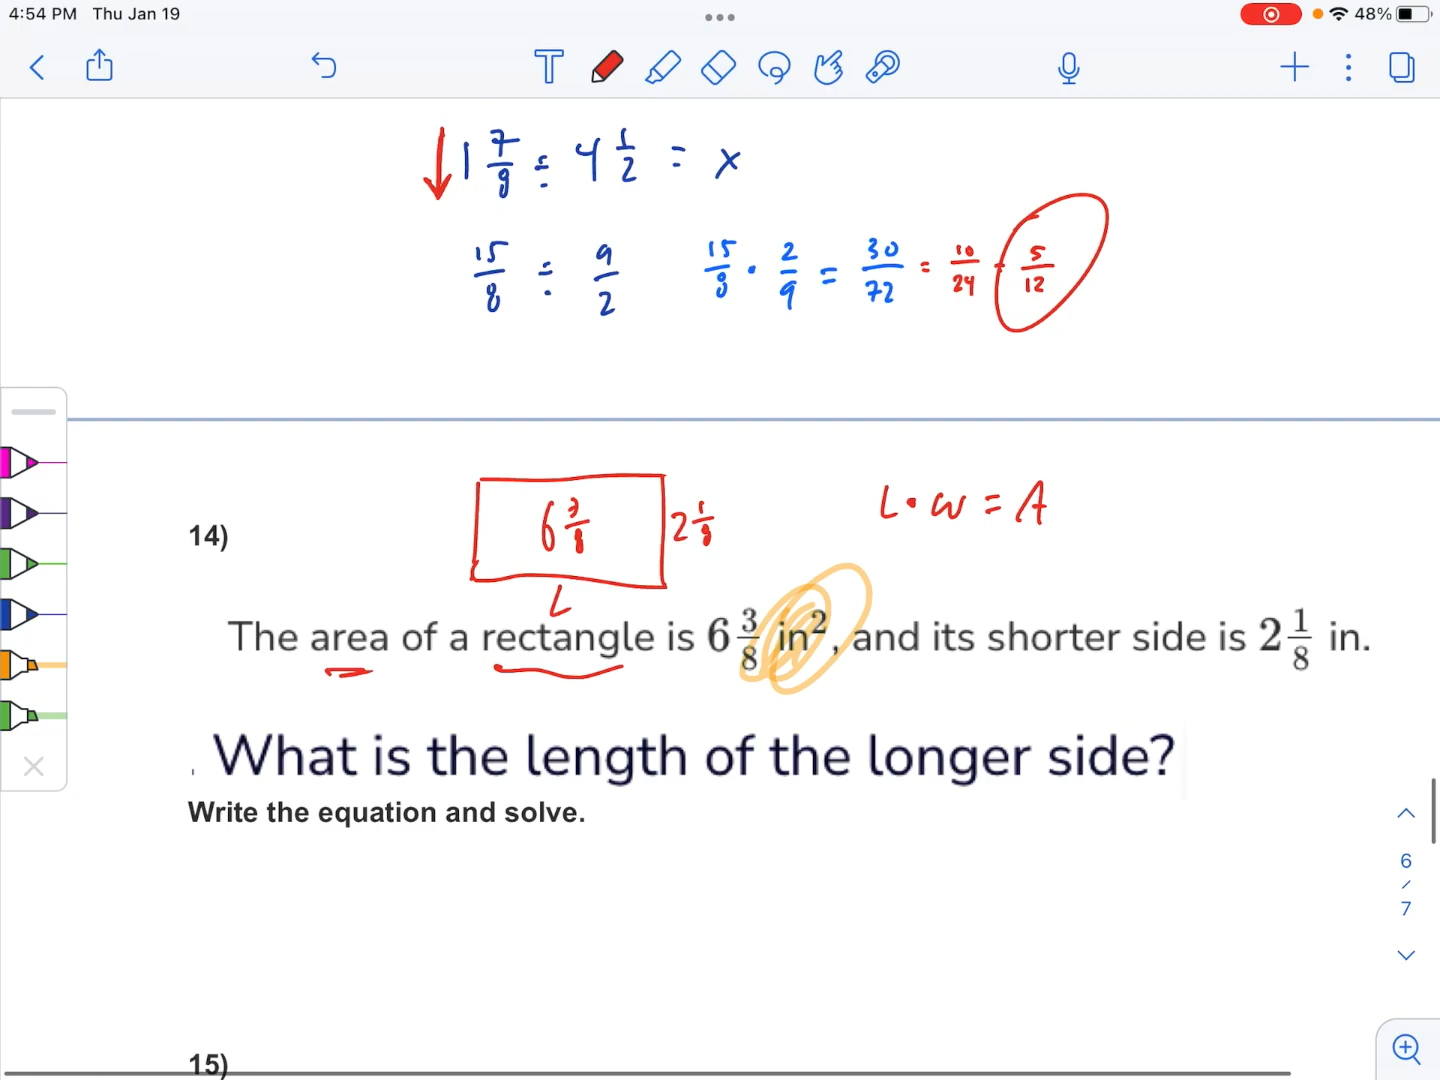 4:54 PM Thu Jan 19
48%
1 7/8 ÷ 4 1/2 = x
15/8 ÷ 9/2 15/8 · 2/9 = 30/72 = 10/24 = 5/12
14)
6 3/8 2 1/8 L · w = A
L
The area of a rectangle is 6 3/8 in², and its shorter side is 2 1/8 in.
What is the length of the longer side?
Write the equation and solve.
6
/
7
15)